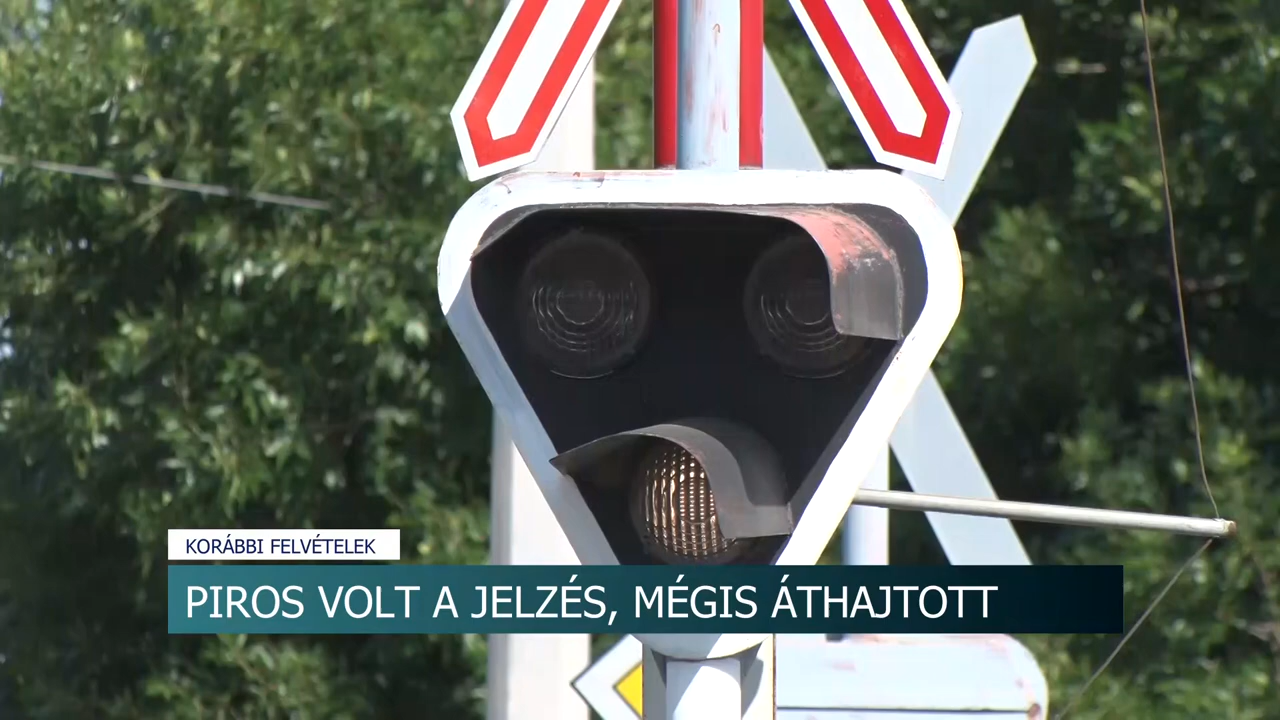 KORÁBBI FELVÉTELEK
PIROS VOLT A JELZÉS, MÉGIS ÁTHAJTOTT